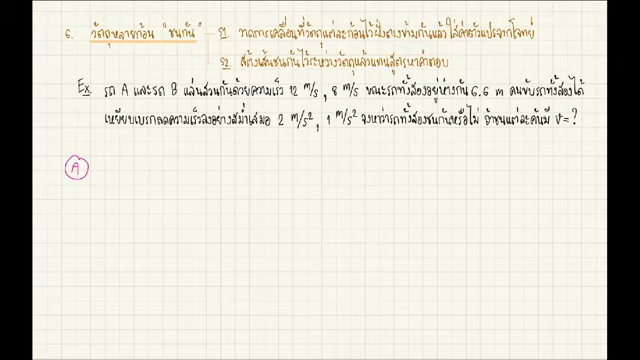 6. วัตถุหลายก้อน "ชนกัน" S1 วาดการเคลื่อนที่วัตถุแต่ละก้อนไว้ฝั่งตรงข้ามกันแล้วใส่ค่าตัวแปรจากโจทย์
S2 สร้างเส้นชนกันไว้ระหว่างวัตถุแล้วแทนสูตรหาคำตอบ
Ex รถ A และรถ B แล่นสวนกันด้วยความเร็ว 12 m/s, 8 m/s ขณะรถทั้งสองอยู่ห่างกัน 6.6 m คนขับรถทั้งสองได้
เหยียบเบรกลดความเร็วลงอย่างสม่ำเสมอ 2 m/s², 1 m/s² จงหาว่ารถทั้งสองชนกันหรือไม่ ถ้าชนแต่ละคันมี v = ?
A